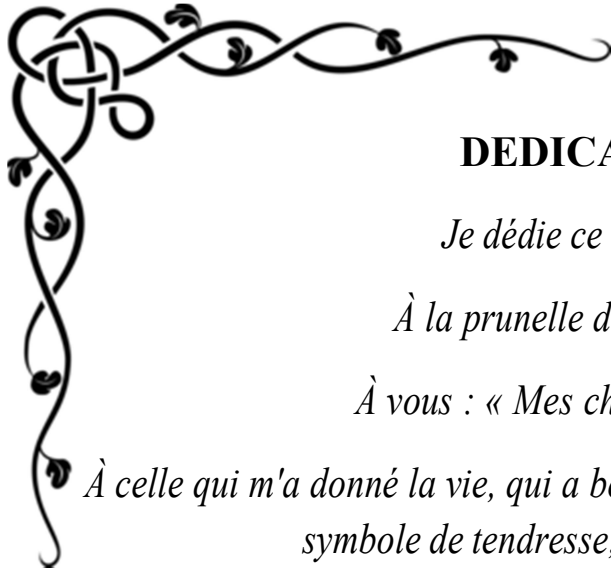 DEDICA
Je dédie ce
À la prunelle d
À vous : « Mes ch
À celle qui m'a donné la vie, qui a b
symbole de tendresse,